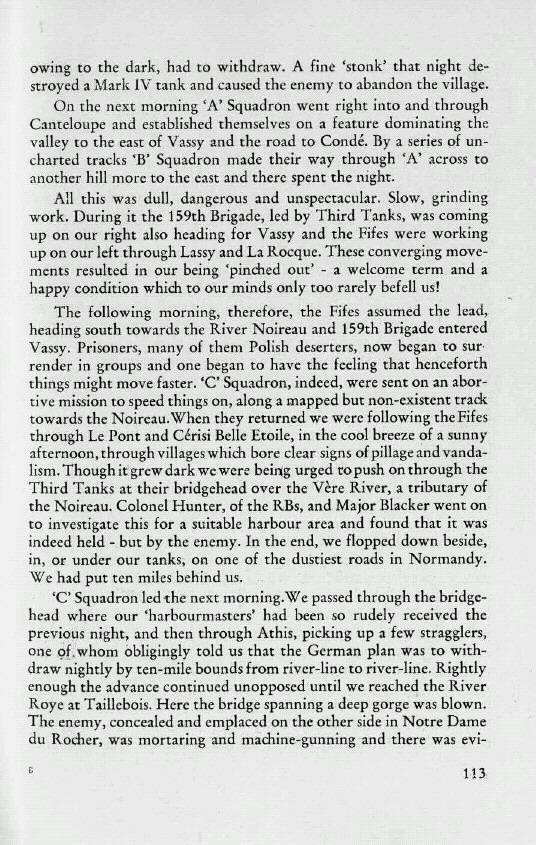 owing to the dark, had to withdraw. A fine ‘stonk’ that night de-
stroyed a Mark IV tank and caused the enemy to abandon the village.
On the next morning ‘A’ Squadron went right into and through
Canteloupe and established themselves on a feature dominating the
valley to the east of Vassy and the road to Condé. By a series of un-
charted tracks ‘B’ Squadron made their way through ‘A’ across to
another hill more to the east and there spent the night.
All this was dull, dangerous and unspectacular. Slow, grinding
work. During it the 159th Brigade, led by Third Tanks, was coming
up on our right also heading for Vassy and the Fifes were working
up on our left through Lassy and La Rocque. These converging move-
ments resulted in our being ‘pinched out’ - a welcome term and a
happy condition which to our minds only too rarely befell us!
The following morning, therefore, the Fifes assumed the lead,
heading south towards the River Noireau and 159th Brigade entered
Vassy. Prisoners, many of them Polish deserters, now began to sur-
render in groups and one began to have the feeling that henceforth
things might move faster. ‘C’ Squadron, indeed, were sent on an abor-
tive mission to speed things on, along a mapped but non-existent track
towards the Noireau. When they returned we were following the Fifes
through Le Pont and Cérisi Belle Etoile, in the cool breeze of a sunny
afternoon, through villages which bore clear signs of pillage and vanda-
lism. Though it grew dark we were being urged to push on through the
Third Tanks at their bridgehead over the Vère River, a tributary of
the Noireau. Colonel Hunter, of the RBs, and Major Blacker went on
to investigate this for a suitable harbour area and found that it was
indeed held - but by the enemy. In the end, we flopped down beside,
in, or under our tanks, on one of the dustiest roads in Normandy.
We had put ten miles behind us.
‘C’ Squadron led the next morning. We passed through the bridge-
head where our ‘harbourmasters’ had been so rudely received the
previous night, and then through Athis, picking up a few stragglers,
one of whom obligingly told us that the German plan was to with-
draw nightly by ten-mile bounds from river-line to river-line. Rightly
enough the advance continued unopposed until we reached the River
Roye at Taillebois. Here the bridge spanning a deep gorge was blown.
The enemy, concealed and emplaced on the other side in Notre Dame
du Rocher, was mortaring and machine-gunning and there was evi-
113